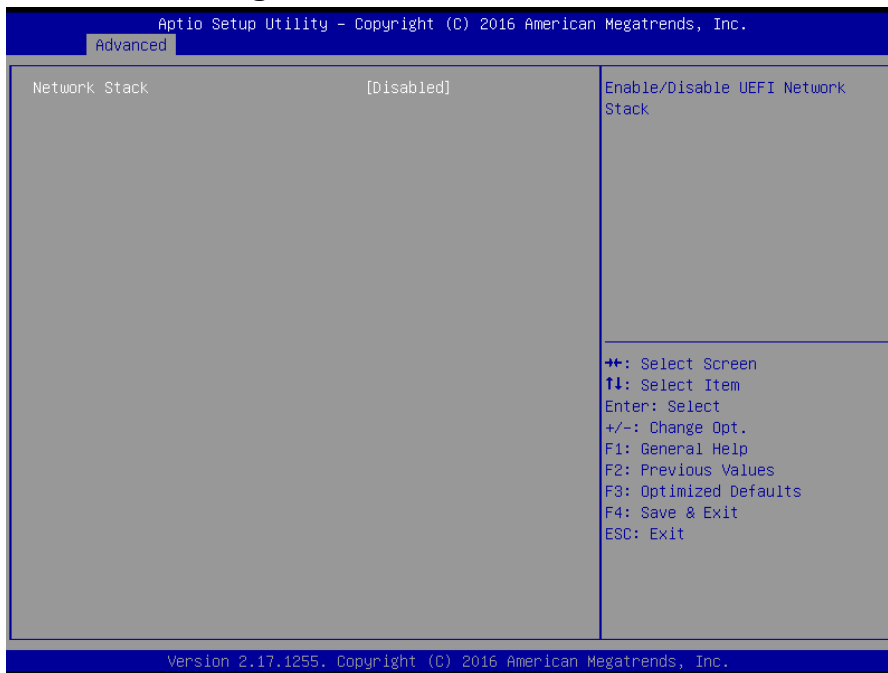 Aptio Setup Utility – Copyright (C) 2016 American Megatrends, Inc.
Advanced
Network Stack [Disabled]
Enable/Disable UEFI Network
Stack
→←: Select Screen
↑↓: Select Item
Enter: Select
+/-: Change Opt.
F1: General Help
F2: Previous Values
F3: Optimized Defaults
F4: Save & Exit
ESC: Exit
Version 2.17.1255. Copyright (C) 2016 American Megatrends, Inc.